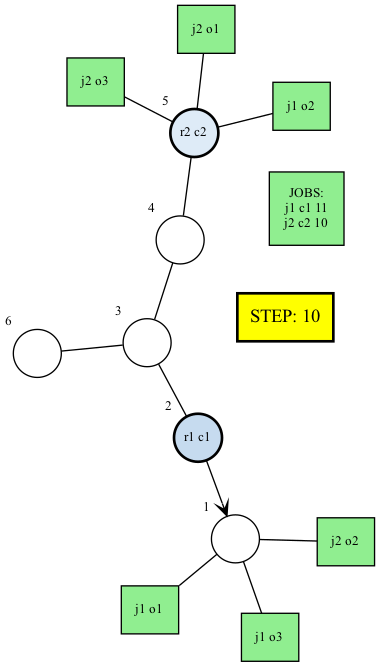 j2 o1
j2 o3
5
j1 o2
r2 c2
JOBS:
j1 c1 11
j2 c2 10
4
STEP: 10
3
6
2
r1 c1
1
j2 o2
j1 o1
j1 o3